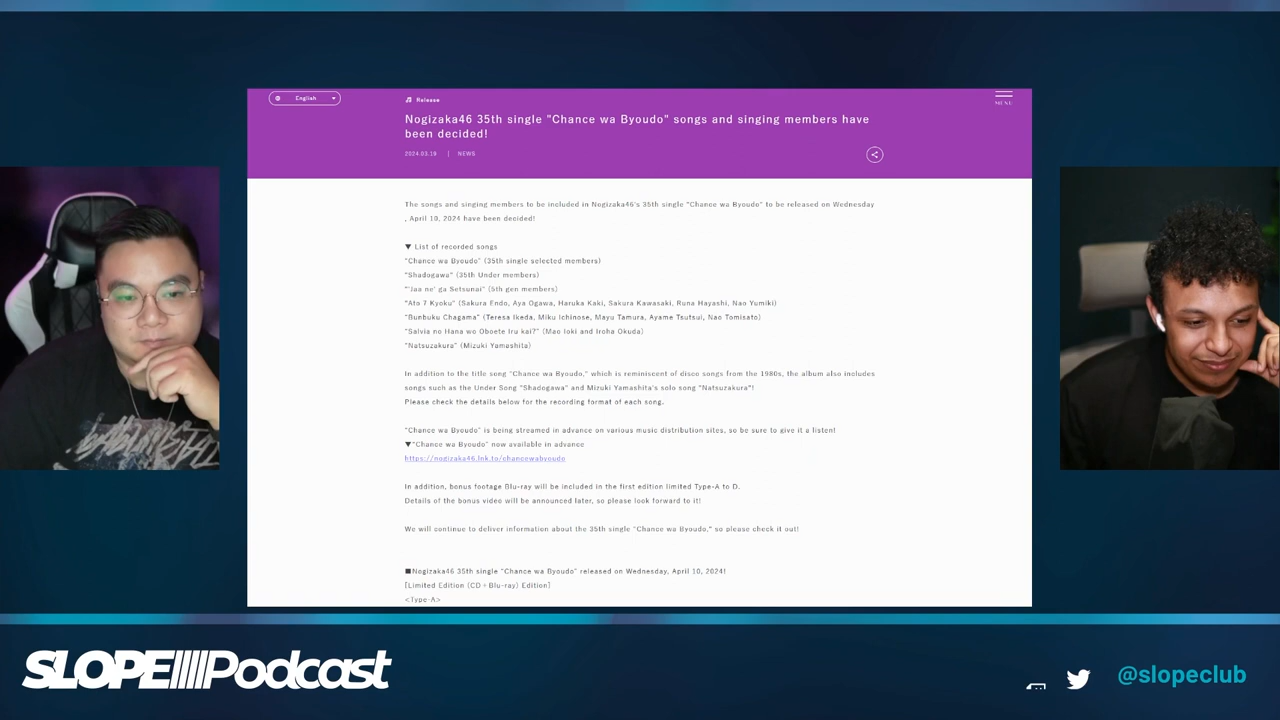 English
Release
MENU
Nogizaka46 35th single "Chance wa Byoudo" songs and singing members have
been decided!
2024.03.19 | NEWS
The songs and singing members to be included in Nogizaka46's 35th single "Chance wa Byoudo" to be released on Wednesday
, April 10, 2024 have been decided!
▼ List of recorded songs
"Chance wa Byoudo" (35th single selected members)
"Shadogawa" (35th Under members)
"'Jaa ne' ga Setsunai" (5th gen members)
"Ato 7 Kyoku" (Sakura Endo, Aya Ogawa, Haruka Kaki, Sakura Kawasaki, Runa Hayashi, Nao Yumiki)
"Bunbuku Chagama" (Teresa Ikeda, Miku Ichinose, Mayu Tamura, Ayame Tsutsui, Nao Tomisato)
"Salvia no Hana wo Oboete Iru kai?" (Mao Ioki and Iroha Okuda)
"Natsuzakura" (Mizuki Yamashita)
In addition to the title song "Chance wa Byoudo," which is reminiscent of disco songs from the 1980s, the album also includes
songs such as the Under Song "Shadogawa" and Mizuki Yamashita's solo song "Natsuzakura"!
Please check the details below for the recording format of each song.
"Chance wa Byoudo" is being streamed in advance on various music distribution sites, so be sure to give it a listen!
▼"Chance wa Byoudo" now available in advance
https://nogizaka46.lnk.to/chancewabyoudo
In addition, bonus footage Blu-ray will be included in the first edition limited Type-A to D.
Details of the bonus video will be announced later, so please look forward to it!
We will continue to deliver information about the 35th single "Chance wa Byoudo," so please check it out!
■Nogizaka46 35th single "Chance wa Byoudo" released on Wednesday, April 10, 2024!
[Limited Edition (CD+Blu-ray) Edition]
<Type-A>
SLOPE Podcast
@slopeclub